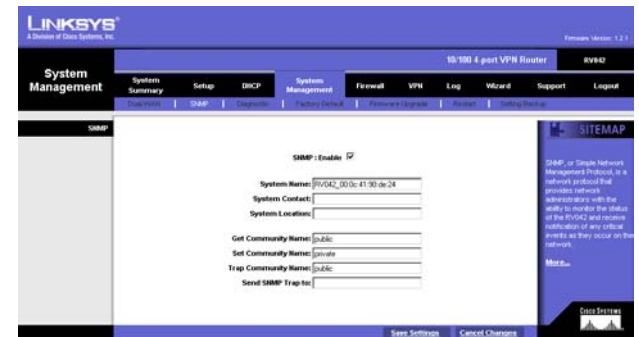 LINKSYS®
A Division of Cisco Systems, Inc.
Firmware Version: 1.2.1
10/100 4-port VPN Router
RV042
System Management
System Summary
Setup
DHCP
System Management
Firewall
VPN
Log
Wizard
Support
Logout
Dual-WAN | SNMP | Diagnostic | Factory Default | Firmware Upgrade | Restart | Setting Backup
SNMP
SITEMAP
SNMP : Enable
System Name: RV042_00:0c:41:90:de:24
System Contact:
System Location:
Get Community Name: public
Set Community Name: private
Trap Community Name: public
Send SNMP Trap to:
SNMP, or Simple Network
Management Protocol, is a
network protocol that
provides network
administrators with the
ability to monitor the status
of the RV042 and receive
notification of any critical
events as they occur on the
network.
More...
Save Settings
Cancel Changes
CISCO SYSTEMS